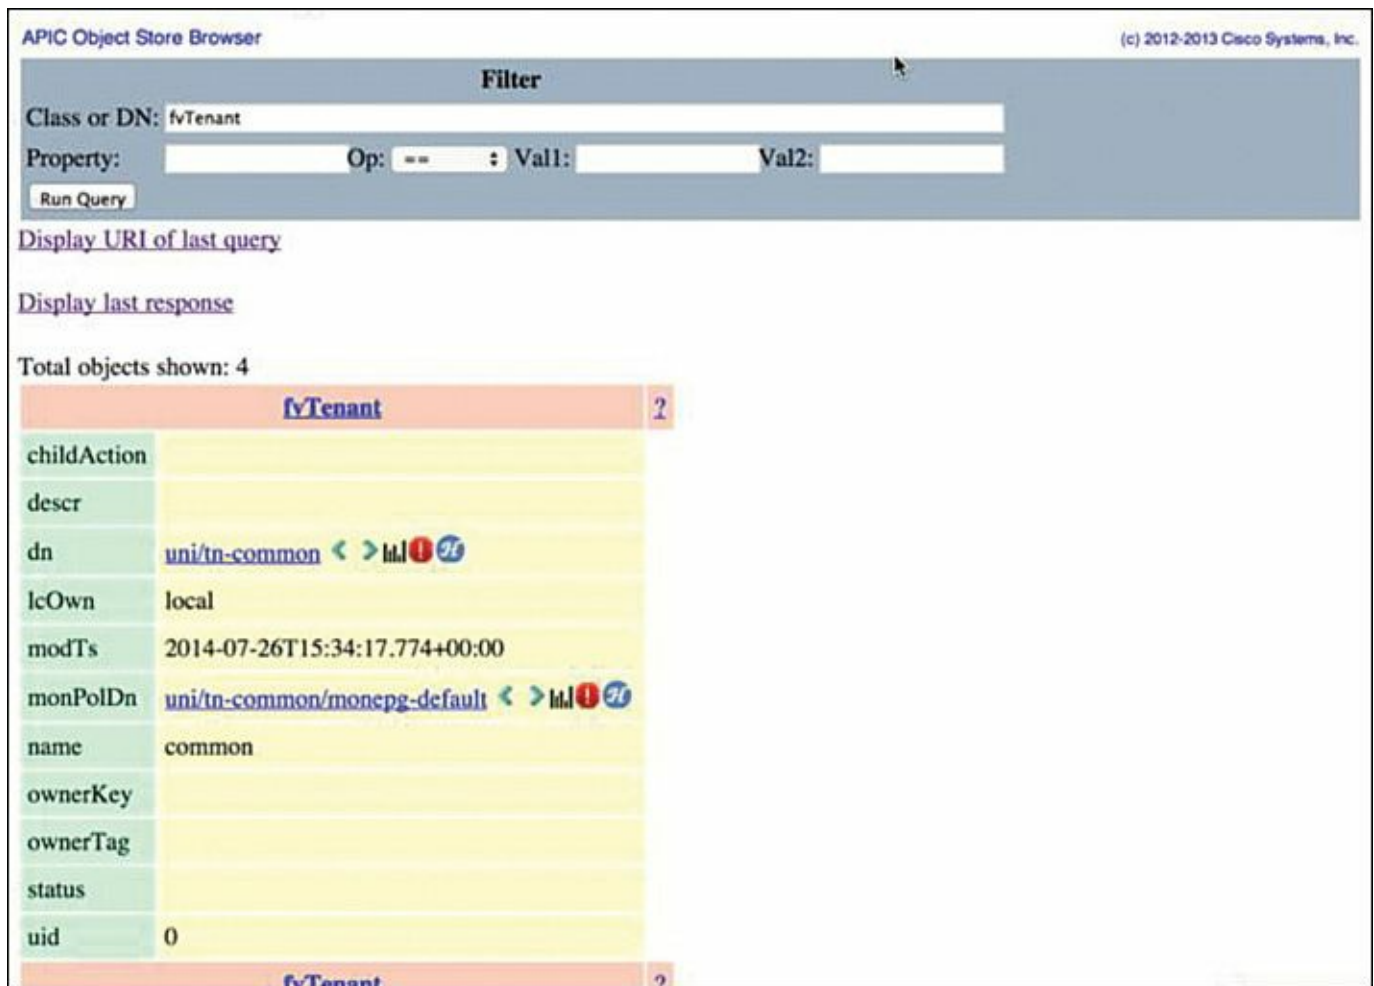 APIC Object Store Browser (c) 2012-2013 Cisco Systems, Inc.
Filter
Class or DN: fvTenant
Property: Op: == Val1: Val2:
Run Query
Display URI of last query
Display last response
Total objects shown: 4
fvTenant ?
childAction
descr
dn uni/tn-common < > ! H
lcOwn local
modTs 2014-07-26T15:34:17.774+00:00
monPolDn uni/tn-common/monepg-default < > ! H
name common
ownerKey
ownerTag
status
uid 0
fvTenant ?